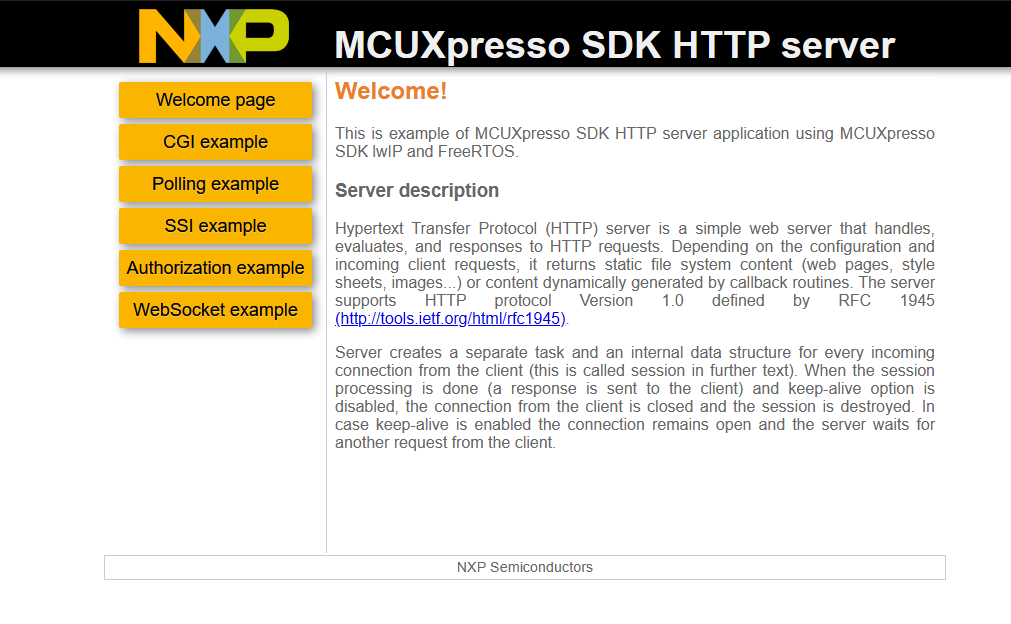 NXP
MCUXpresso SDK HTTP server
Welcome page
CGI example
Polling example
SSI example
Authorization example
WebSocket example
Welcome!
This is example of MCUXpresso SDK HTTP server application using MCUXpresso
SDK lwIP and FreeRTOS.
Server description
Hypertext Transfer Protocol (HTTP) server is a simple web server that handles,
evaluates, and responses to HTTP requests. Depending on the configuration and
incoming client requests, it returns static file system content (web pages, style
sheets, images...) or content dynamically generated by callback routines. The server
supports HTTP protocol Version 1.0 defined by RFC 1945
(http://tools.ietf.org/html/rfc1945).
Server creates a separate task and an internal data structure for every incoming
connection from the client (this is called session in further text). When the session
processing is done (a response is sent to the client) and keep-alive option is
disabled, the connection from the client is closed and the session is destroyed. In
case keep-alive is enabled the connection remains open and the server waits for
another request from the client.
NXP Semiconductors